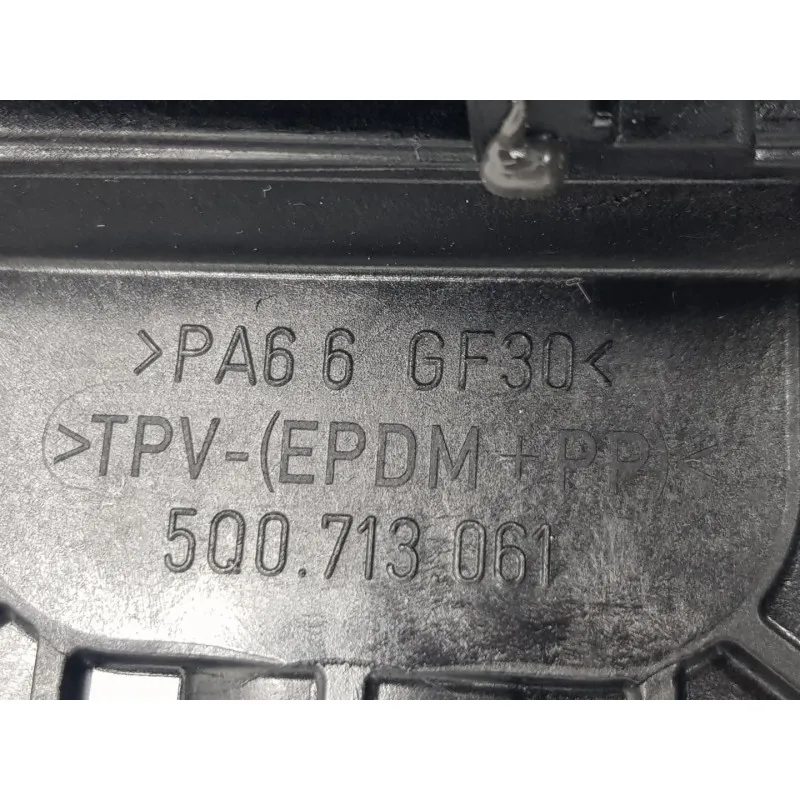 >PA6 6 GF30<
>TPV-(EPDM+PP)<
5Q0.713 061